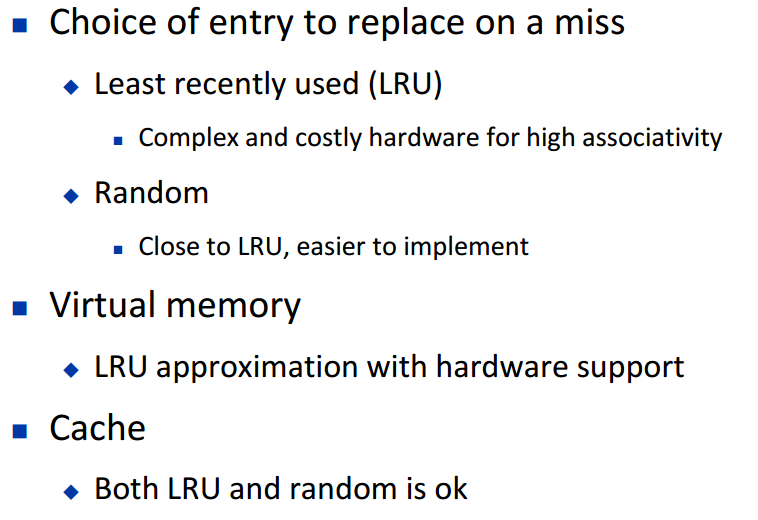 Choice of entry to replace on a miss
Least recently used (LRU)
Complex and costly hardware for high associativity
Random
Close to LRU, easier to implement
Virtual memory
LRU approximation with hardware support
Cache
Both LRU and random is ok